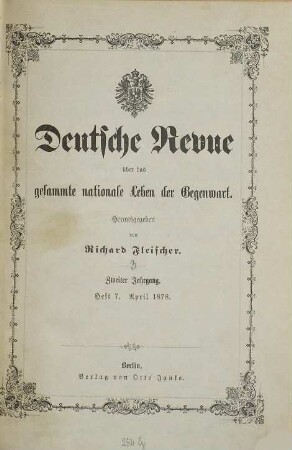 Deutsche Revue
über das
gesammte nationale Leben der Gegenwart.
Herausgegeben
von
Richard Fleischer.
Zweiter Jahrgang.
Heft 7. April 1878.
Berlin,
Verlag von Otto Janke.